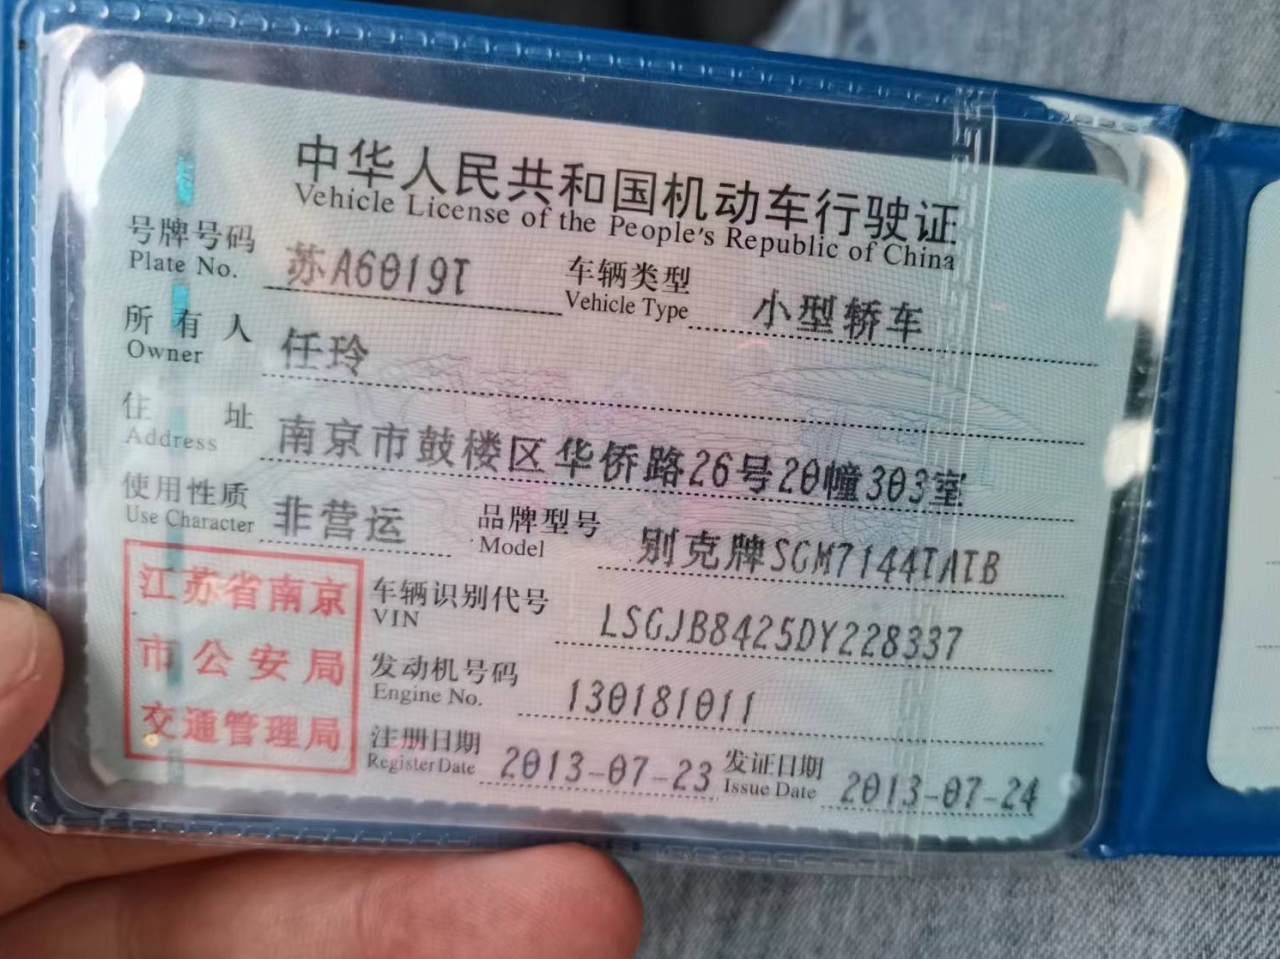 中华人民共和国机动车行驶证
Vehicle License of the People's Republic of China
号牌号码 苏A6019T 车辆类型 小型轿车
Plate No. Vehicle Type
所有人 任玲
Owner
住址 南京市鼓楼区华侨路26号20幢303室
Address
使用性质 非营运 品牌型号 别克牌SGM7144TATB
Use Character Model
江苏省南京
市公安局
交通管理局
车辆识别代号 LSGJB8425DY228337
VIN
发动机号码 130181011
Engine No.
注册日期 2013-07-23 发证日期 2013-07-24
Register Date Issue Date